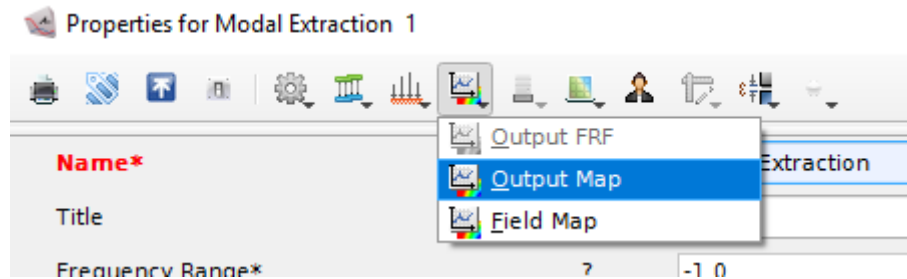 Properties for Modal Extraction 1
Output FRF
Name*
Extraction
Output Map
Title
Field Map
Frequency Range*
?
-1 0